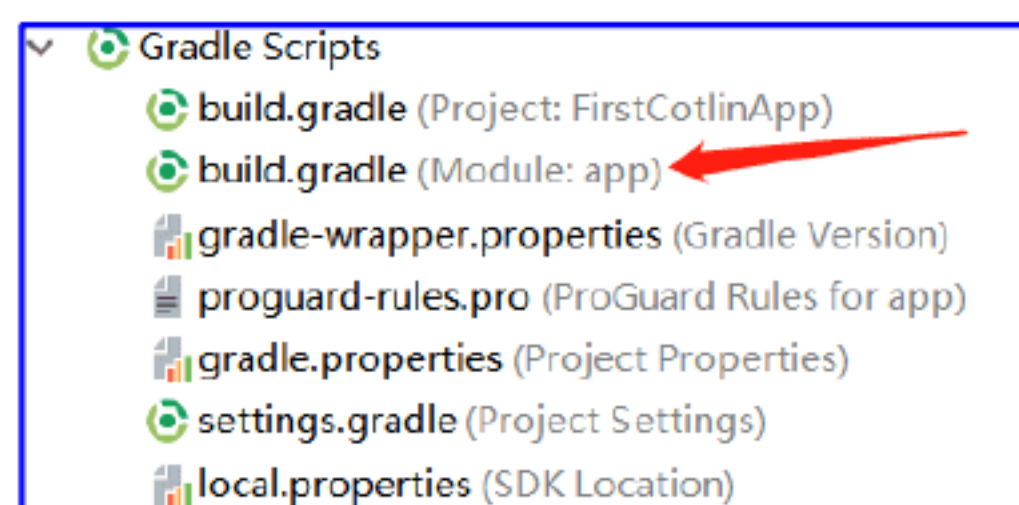 Gradle Scripts
build.gradle (Project: FirstCotlinApp)
build.gradle (Module: app)
gradle-wrapper.properties (Gradle Version)
proguard-rules.pro (ProGuard Rules for app)
gradle.properties (Project Properties)
settings.gradle (Project Settings)
local.properties (SDK Location)